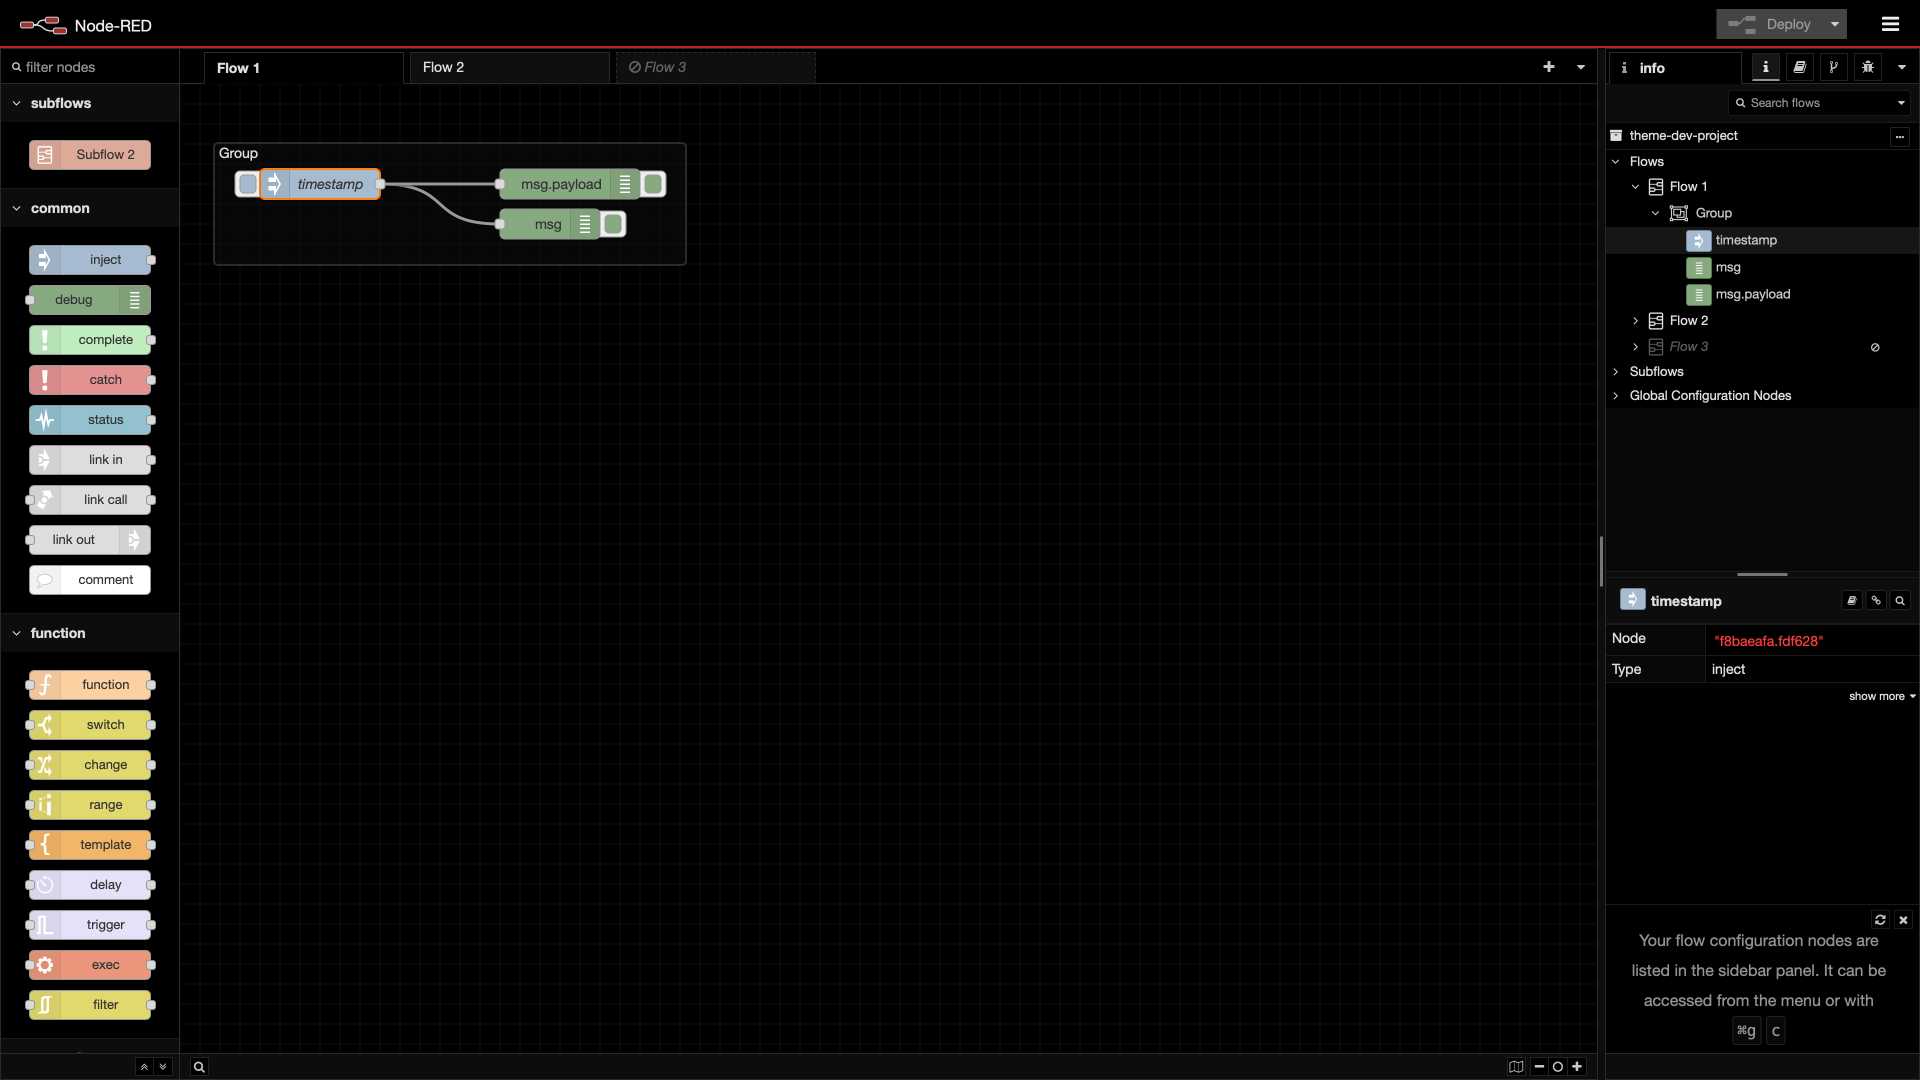 Node-RED
Deploy
filter nodes
Flow 1
Flow 2
Flow 3
info
subflows
Subflow 2
common
inject
debug
complete
catch
status
link in
link call
link out
comment
function
function
switch
change
range
template
delay
trigger
exec
filter
Group
timestamp
msg.payload
msg
Search flows
theme-dev-project
Flows
Flow 1
Group
timestamp
msg
msg.payload
Flow 2
Flow 3
Subflows
Global Configuration Nodes
timestamp
Node "f8baeafa.fdf628"
Type inject
show more
Your flow configuration nodes are
listed in the sidebar panel. It can be
accessed from the menu or with
⌘g c